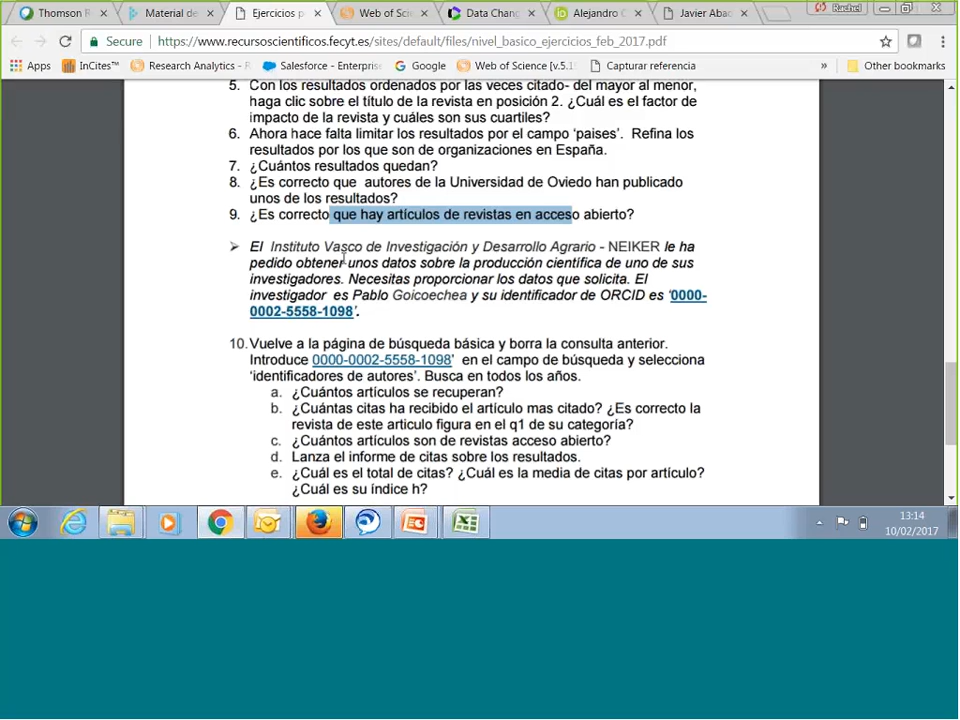 Thomson R
Material de
Ejercicios p
Web of Sci
Data Chang
Alejandro C
Javier Abao
Rachel
Secure
https://www.recursoscientificos.fecyt.es/sites/default/files/nivel_basico_ejercicios_feb_2017.pdf
Apps
InCites™
Research Analytics -
Salesforce - Enterprise
Google
Web of Science [v.5.1
Capturar referencia
»
Other bookmarks
5. Con los resultados ordenados por las veces citado- del mayor al menor,
haga clic sobre el título de la revista en posición 2. ¿Cuál es el factor de
impacto de la revista y cuáles son sus cuartiles?
6. Ahora hace falta limitar los resultados por el campo ‘paises’. Refina los
resultados por los que son de organizaciones en España.
7. ¿Cuántos resultados quedan?
8. ¿Es correcto que autores de la Universidad de Oviedo han publicado
unos de los resultados?
9. ¿Es correcto que hay artículos de revistas en acceso abierto?
➢ El Instituto Vasco de Investigación y Desarrollo Agrario - NEIKER le ha
pedido obtener unos datos sobre la producción científica de uno de sus
investigadores. Necesitas proporcionar los datos que solicita. El
investigador es Pablo Goicoechea y su identificador de ORCID es ‘0000-
0002-5558-1098’.
10. Vuelve a la página de búsqueda básica y borra la consulta anterior.
Introduce 0000-0002-5558-1098’ en el campo de búsqueda y selecciona
‘identificadores de autores’. Busca en todos los años.
a. ¿Cuántos artículos se recuperan?
b. ¿Cuántas citas ha recibido el artículo mas citado? ¿Es correcto la
revista de este articulo figura en el q1 de su categoría?
c. ¿Cuántos artículos son de revistas acceso abierto?
d. Lanza el informe de citas sobre los resultados.
e. ¿Cuál es el total de citas? ¿Cuál es la media de citas por artículo?
¿Cuál es su índice h?
13:14
10/02/2017